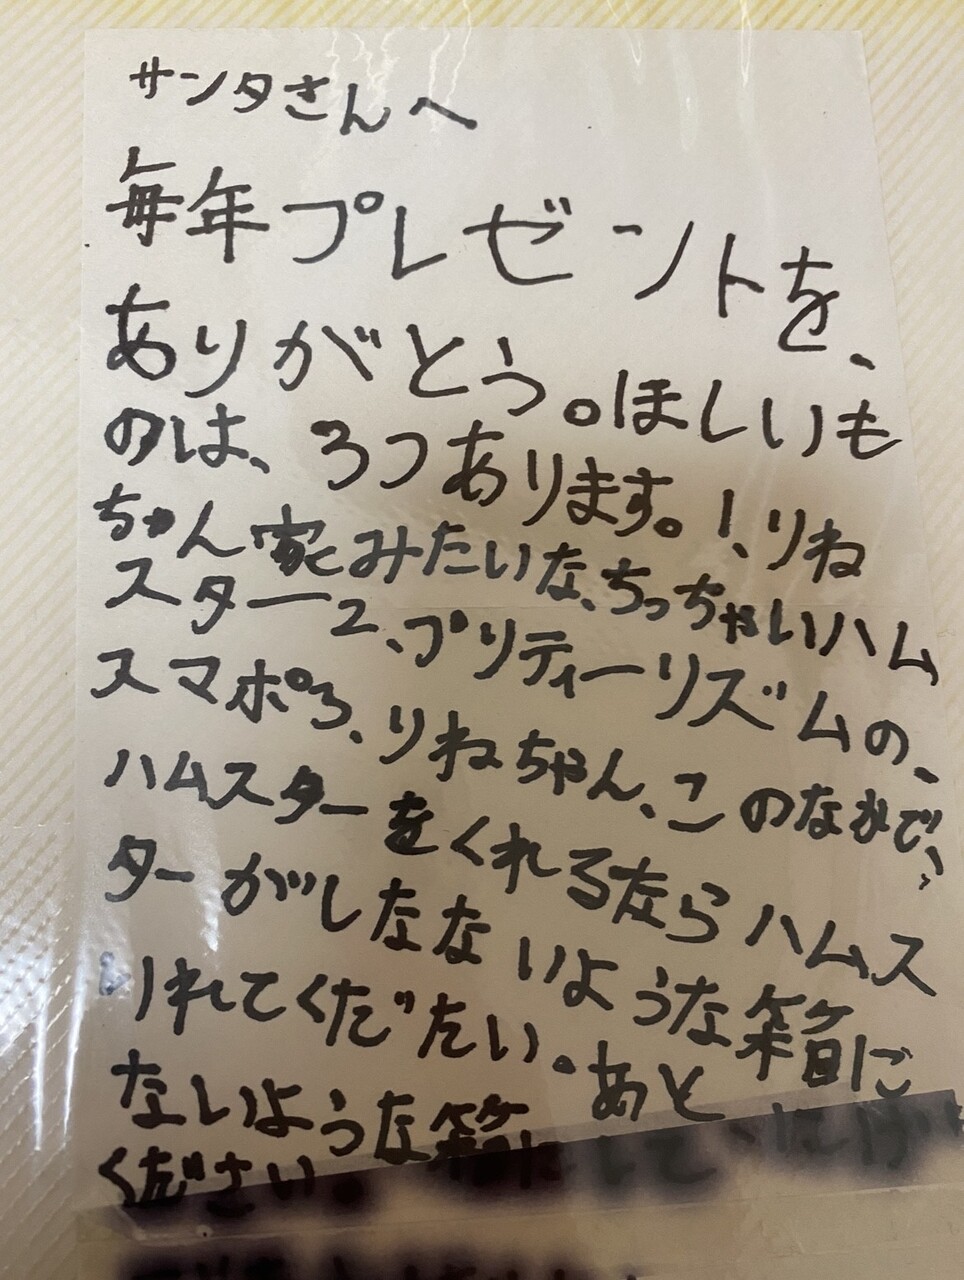 サンタさんへ
毎年プレゼントを、
ありがとう。ほしいも
のは、3つあります。1、りね
ちゃん家みたいな、ちっちゃいハム
スター2、プリティーリズムの、
スマポ3、りねちゃん、このなかで、
ハムスターをくれるならハムス
ターがしなないような箱に
いれてくだたい。あと
ないような箱にして、
ください